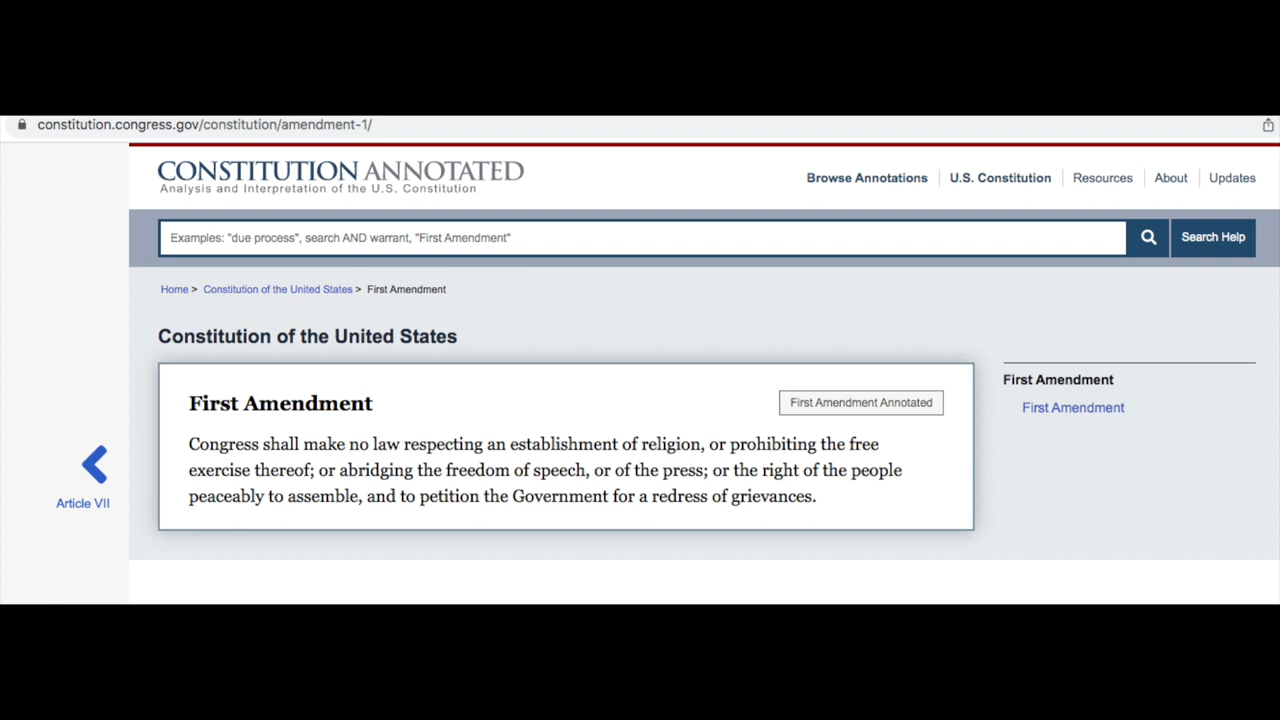 constitution.congress.gov/constitution/amendment-1/
CONSTITUTION ANNOTATED
Analysis and Interpretation of the U.S. Constitution
Browse Annotations
U.S. Constitution
Resources
About
Updates
Examples: "due process", search AND warrant, "First Amendment"
Search Help
Home > Constitution of the United States > First Amendment
Constitution of the United States
First Amendment
First Amendment Annotated
Congress shall make no law respecting an establishment of religion, or prohibiting the free
exercise thereof; or abridging the freedom of speech, or of the press; or the right of the people
peaceably to assemble, and to petition the Government for a redress of grievances.
Article VII
First Amendment
First Amendment